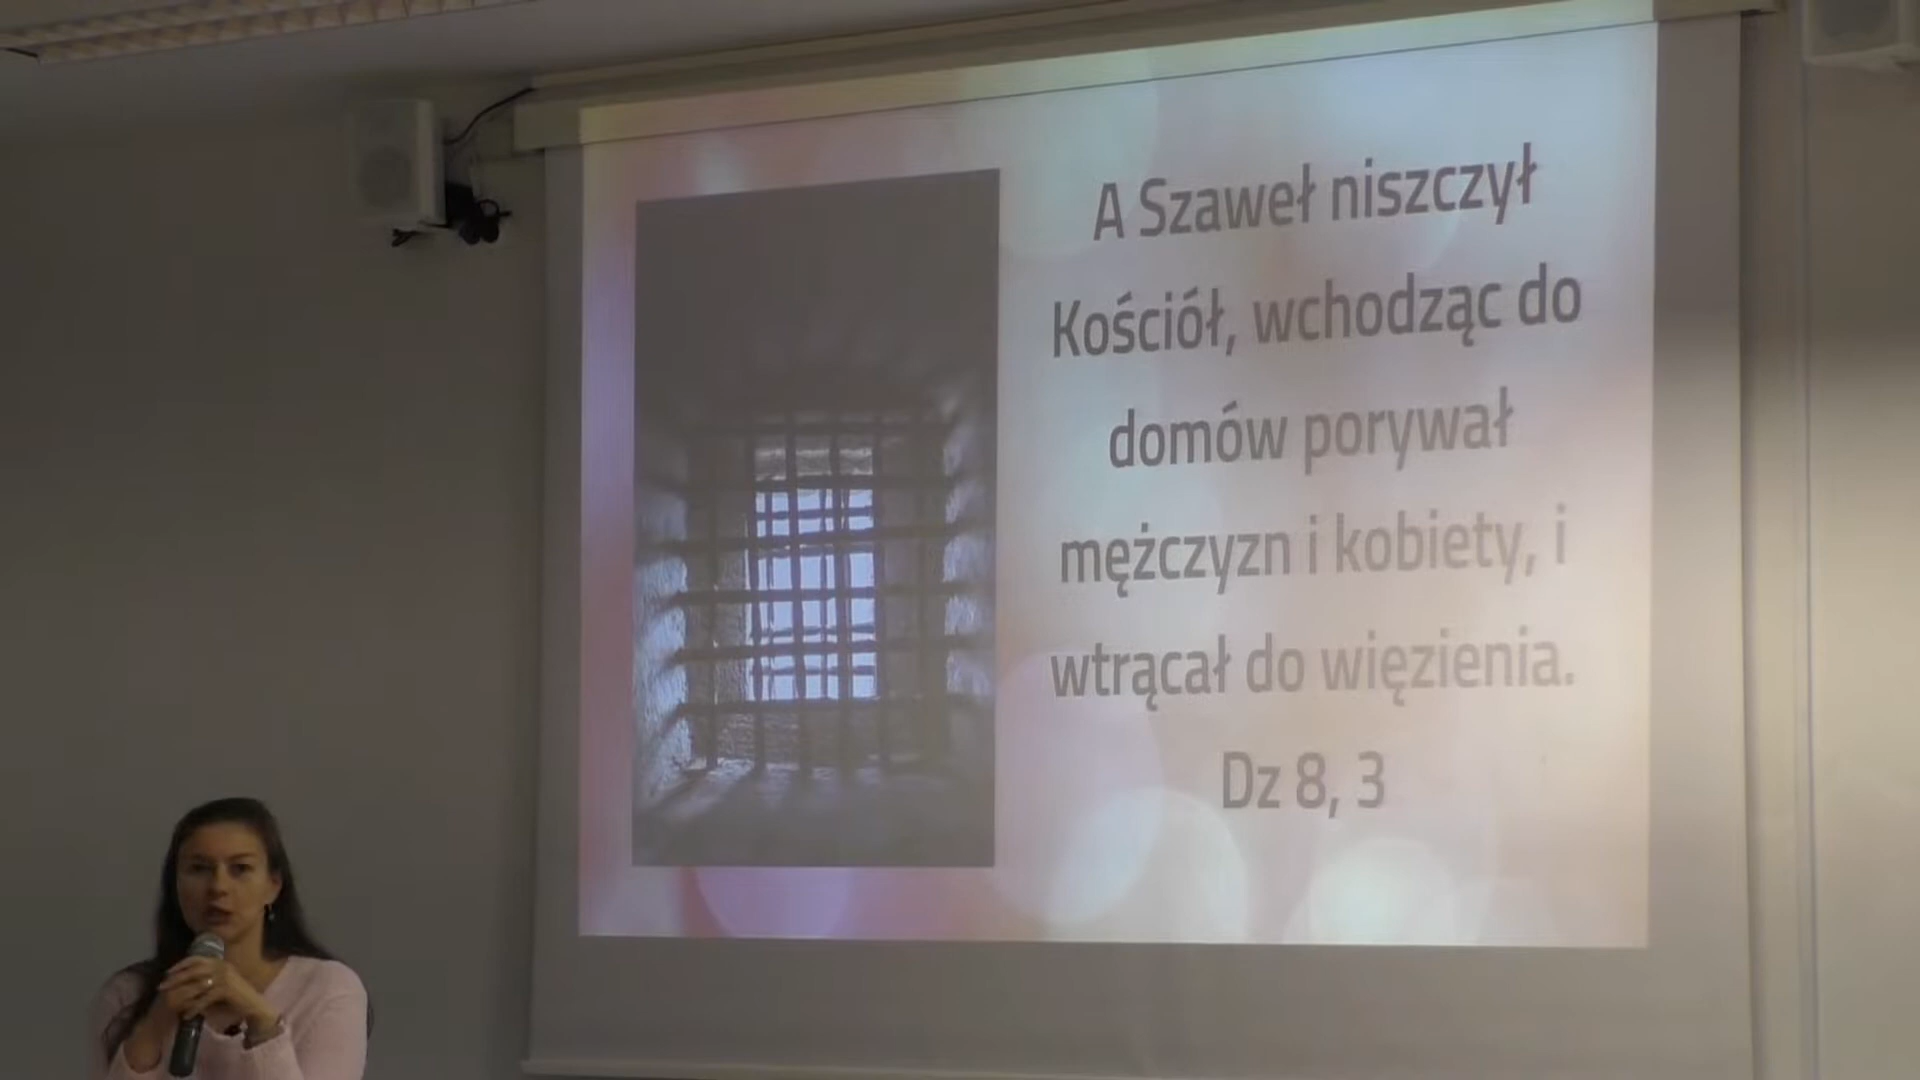 A Szaweł niszczył
Kościół, wchodząc do
domów porywał
mężczyzn i kobiety, i
wtrącał do więzienia.
Dz 8, 3